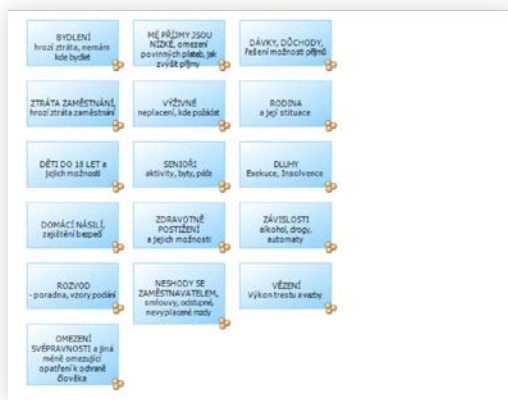 BYDLENÍ
hrozí ztráta, nemám
kde bydlet
MÉ PŘÍJMY JSOU
NÍZKÉ, omezení
povinných plateb, jak
zvýšit příjmy
DÁVKY, DŮCHODY,
řešení možností příjmů
ZTRÁTA ZAMĚSTNÁNÍ,
hrozí ztráta zaměstnání
VÝŽIVNÉ
neplacení, kde požádat
RODINA
a její stituace
DĚTI DO 18 LET a
jejich možnosti
SENIOŘI
aktivity, byty, péče
DLUHY
Exekuce, Insolvence
DOMÁCÍ NÁSILÍ,
zajištění bezpečí
ZDRAVOTNĚ
POSTIŽENÍ
a jejich možnosti
ZÁVISLOSTI
alkohol, drogy,
automaty
ROZVOD
- poradna, vzory podání
NESHODY SE
ZAMĚSTNAVATELEM,
smlouvy, odstupné,
nevyplacené mzdy
VĚZENÍ
Výkon trestu a vazby
OMEZENÍ
SVÉPRAVNOSTI a jiná
méně omezující
opatření k ochraně
člověka